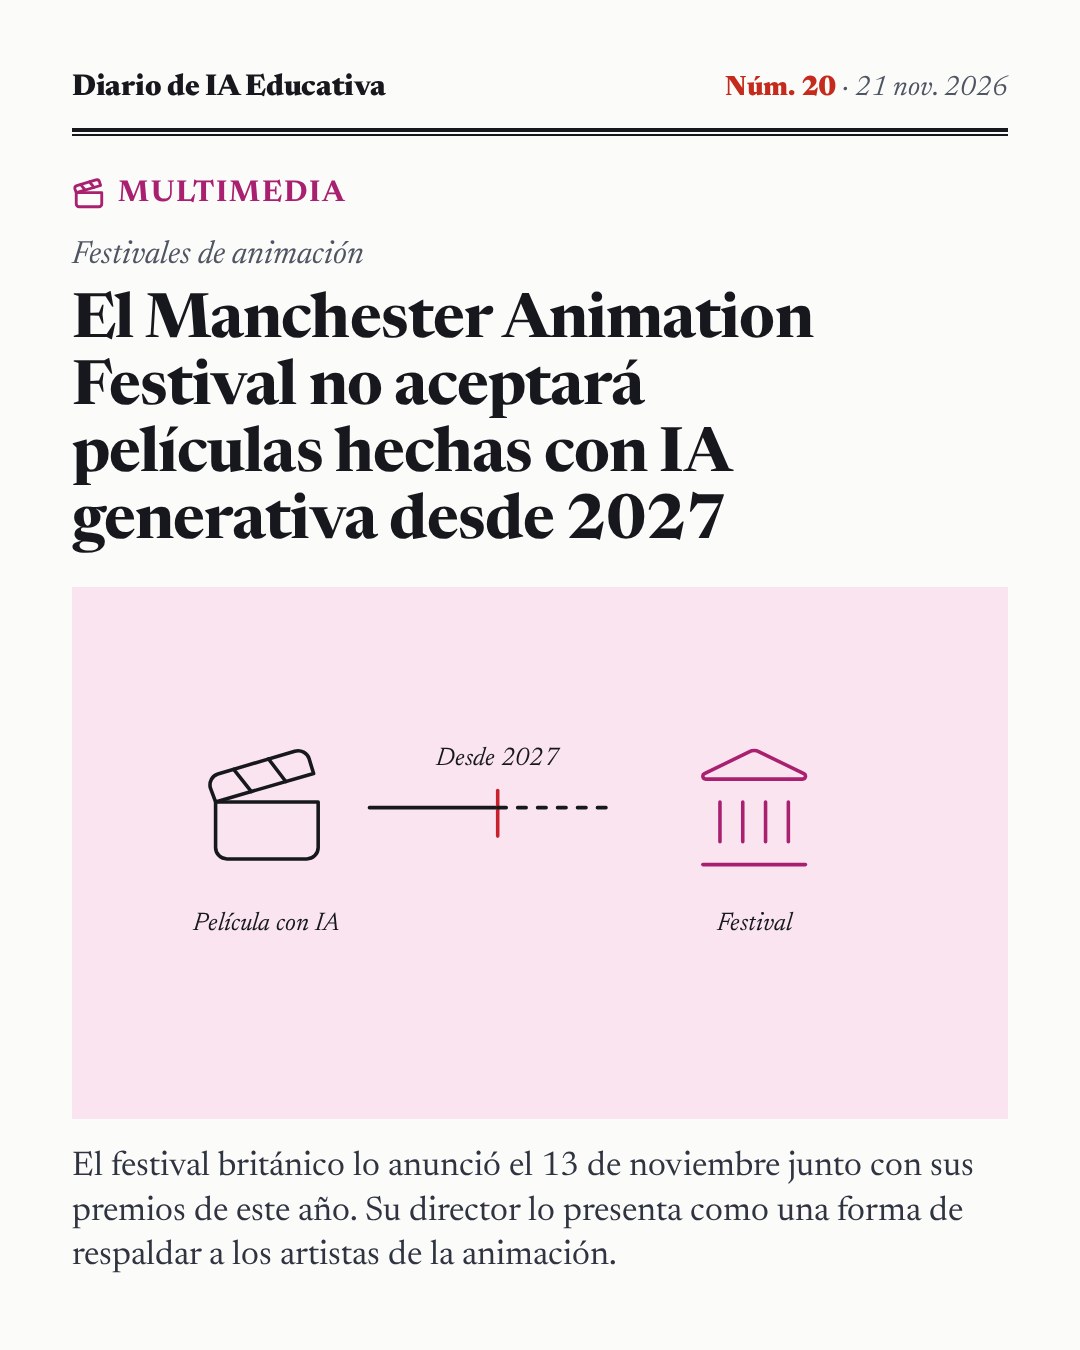 Diario de IA Educativa
Núm. 20 · 21 nov. 2026
MULTIMEDIA
Festivales de animación
El Manchester Animation
Festival no aceptará
películas hechas con IA
generativa desde 2027
Desde 2027
Película con IA
Festival
El festival británico lo anunció el 13 de noviembre junto con sus
premios de este año. Su director lo presenta como una forma de
respaldar a los artistas de la animación.